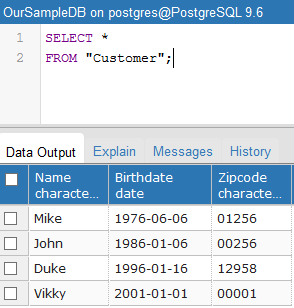 OurSampleDB on postgres@PostgreSQL 9.6
1 SELECT *
2 FROM "Customer";
Data Output Explain Messages History
Name Birthdate Zipcode
characte... date characte...
Mike 1976-06-06 01256
John 1986-01-06 00256
Duke 1996-01-16 12958
Vikky 2001-01-01 00001